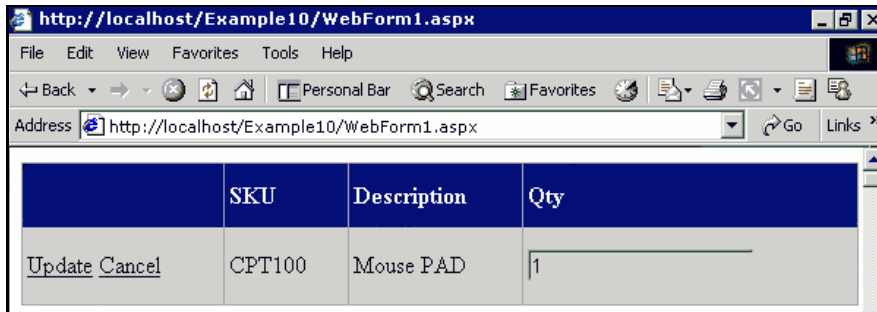 http://localhost/Example10/WebForm1.aspx
File Edit View Favorites Tools Help
Back Personal Bar Search Favorites
Address http://localhost/Example10/WebForm1.aspx Go Links »
SKU Description Qty
Update Cancel CPT100 Mouse PAD 1